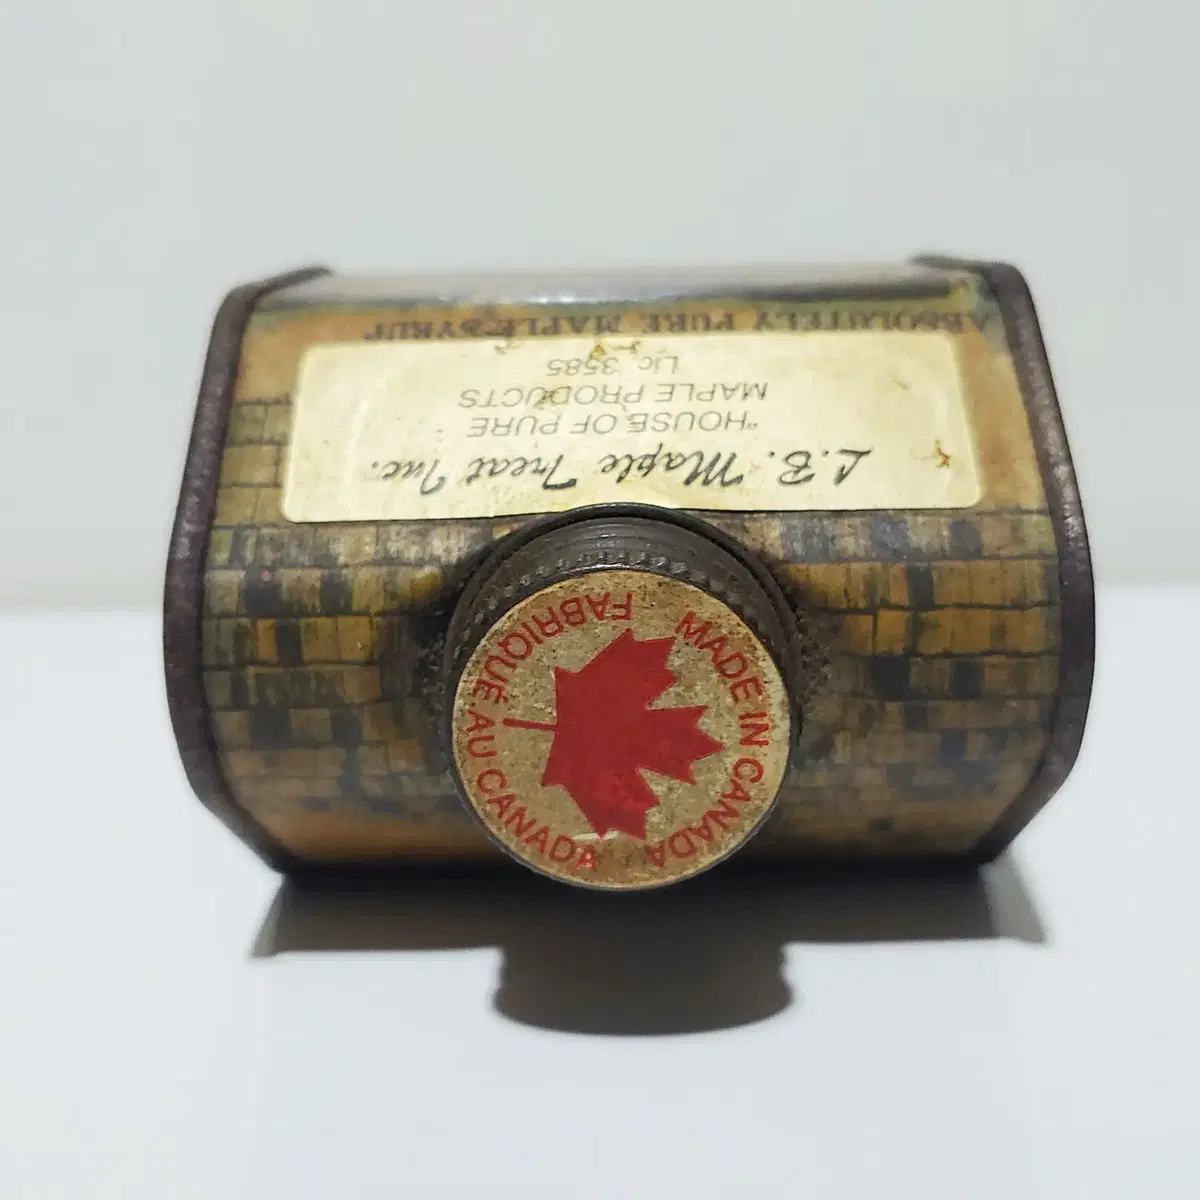 L.B. Maple Treat Inc.
"HOUSE OF PURE
MAPLE PRODUCTS
Lic. 3585
ABSOLUTELY PURE MAPLE SYRUP
MADE IN CANADA
FABRIQUÉ AU CANADA